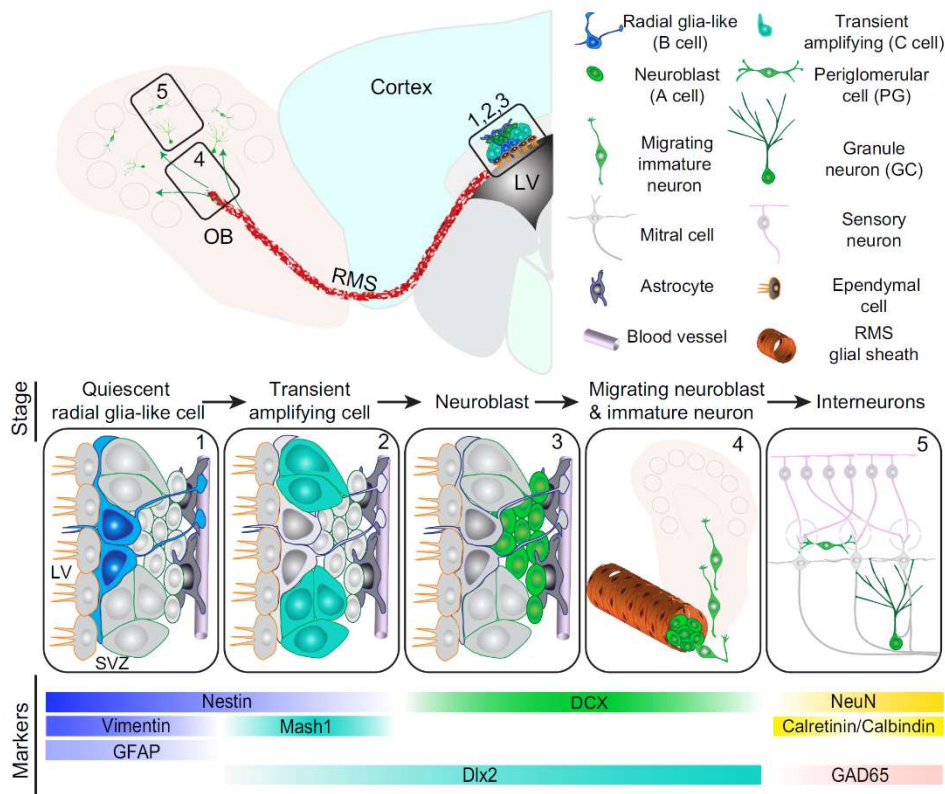 Cortex
5
4
1,2,3
LV
OB
RMS
Radial glia-like
(B cell)
Transient
amplifying (C cell)
Neuroblast
(A cell)
Periglomerular
cell (PG)
Migrating
immature
neuron
Granule
neuron (GC)
Mitral cell
Sensory
neuron
Astrocyte
Ependymal
cell
Blood vessel
RMS
glial sheath
Stage
Quiescent
radial glia-like cell
Transient
amplifying cell
Neuroblast
Migrating neuroblast
& immature neuron
Interneurons
1
2
3
4
5
LV
SVZ
Markers
Nestin
DCX
NeuN
Vimentin
Mash1
Calretinin/Calbindin
GFAP
Dlx2
GAD65